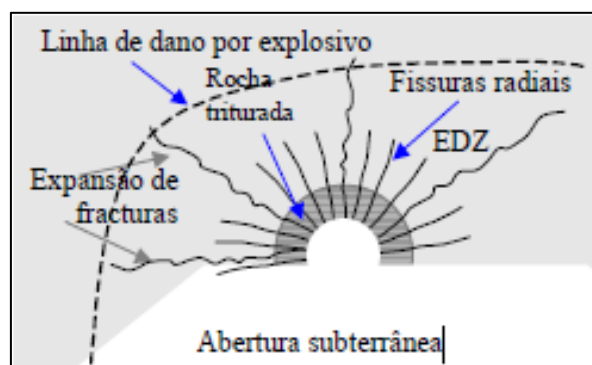 Linha de dano por explosivo
Rocha
triturada
Fissuras radiais
EDZ
Expansão de
fracturas
Abertura subterrânea